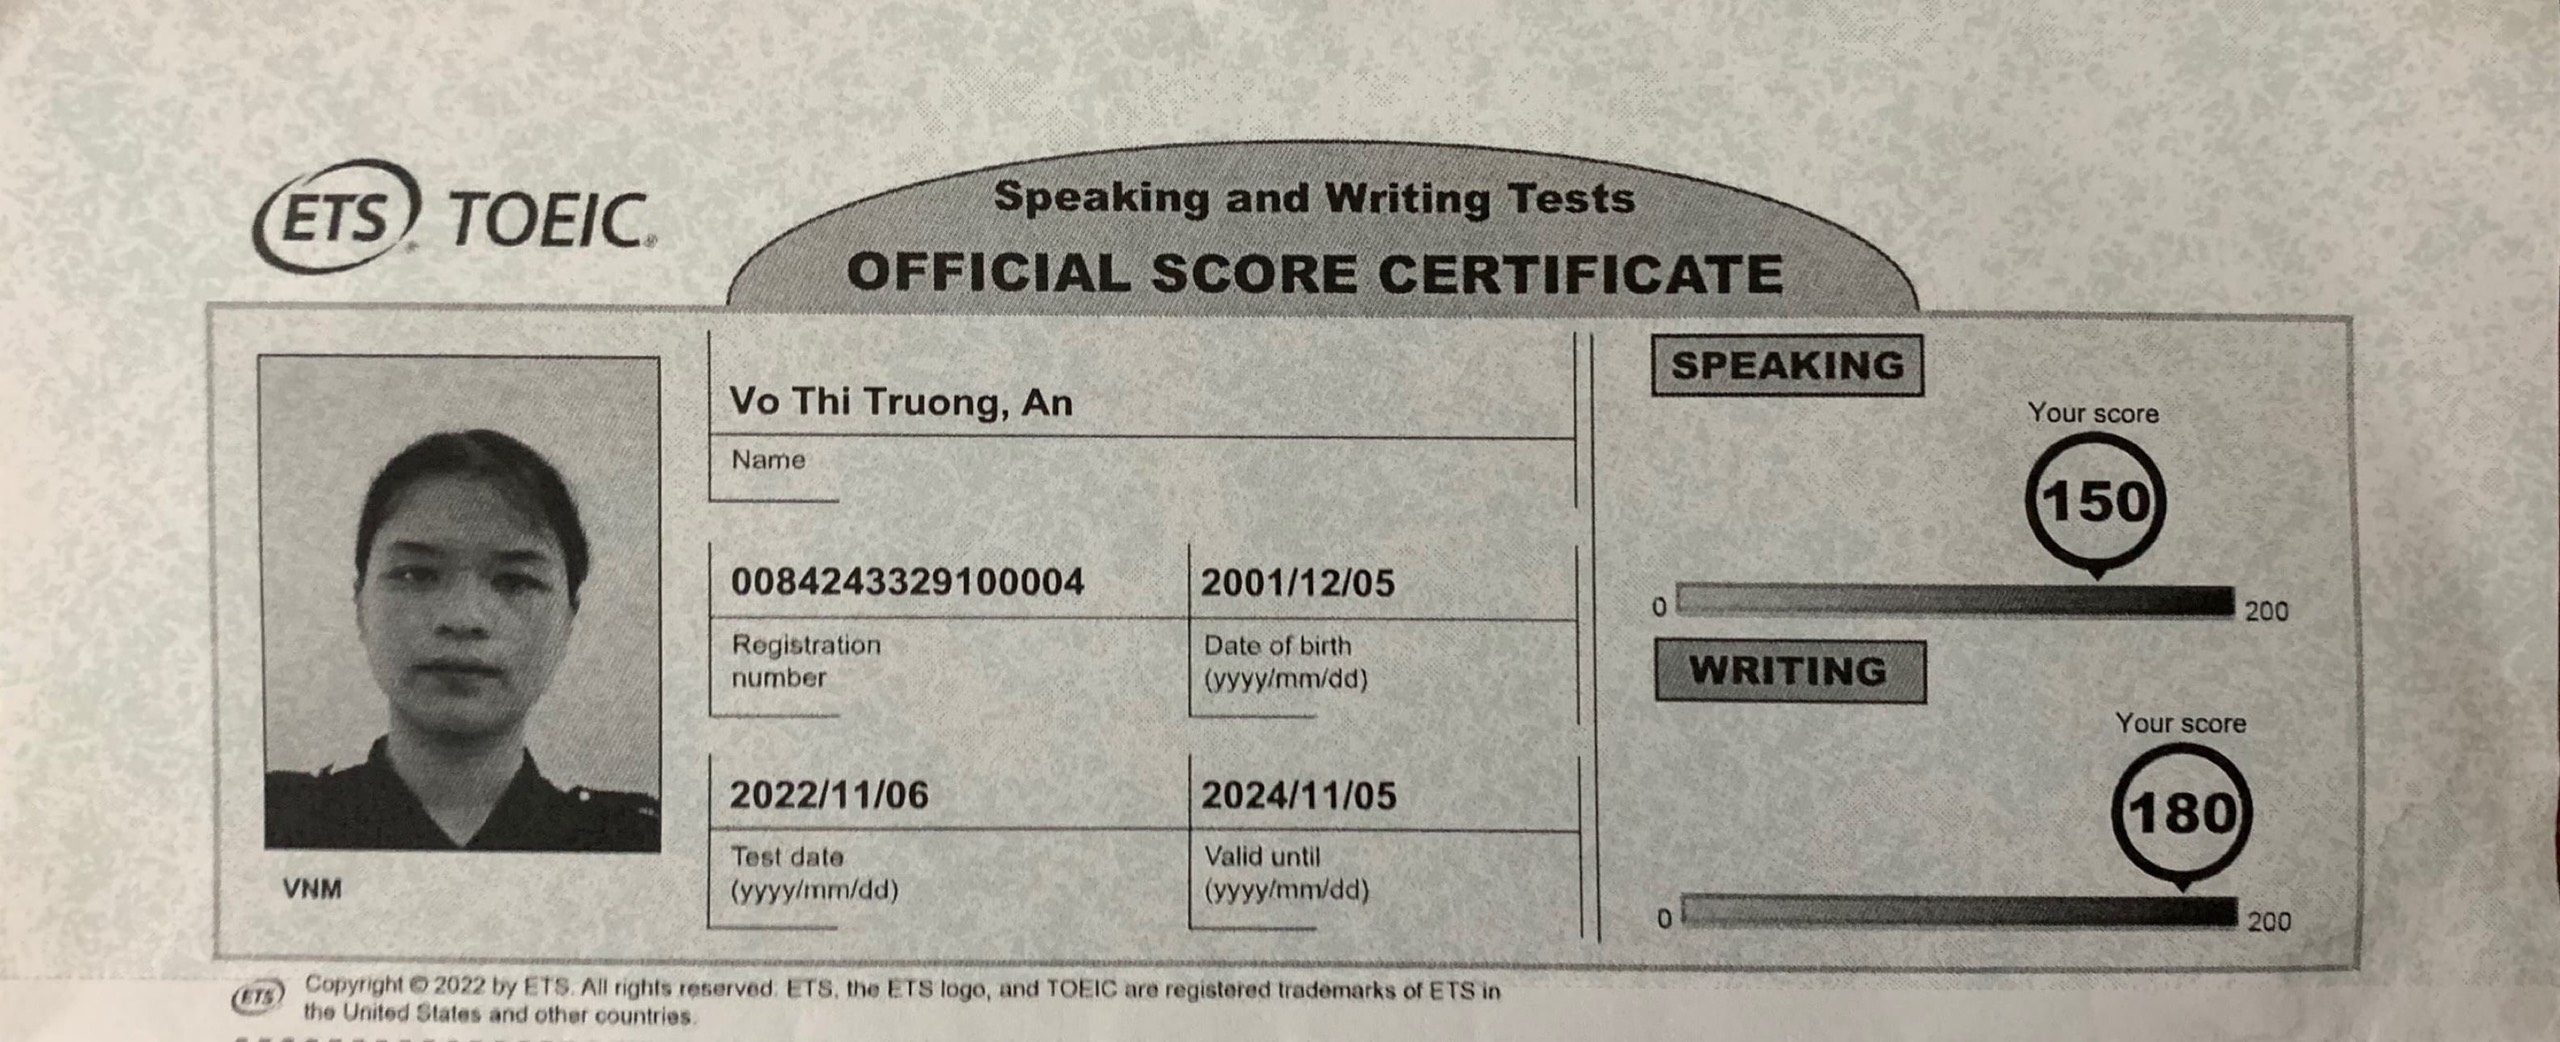 ETS TOEIC®
Speaking and Writing Tests
OFFICIAL SCORE CERTIFICATE
Vo Thi Truong, An
Name
0084243329100004
Registration
number
2001/12/05
Date of birth
(yyyy/mm/dd)
2022/11/06
Test date
(yyyy/mm/dd)
2024/11/05
Valid until
(yyyy/mm/dd)
VNM
SPEAKING
Your score
150
0 200
WRITING
Your score
180
0 200
ETS Copyright © 2022 by ETS. All rights reserved. ETS, the ETS logo, and TOEIC are registered trademarks of ETS in
the United States and other countries.